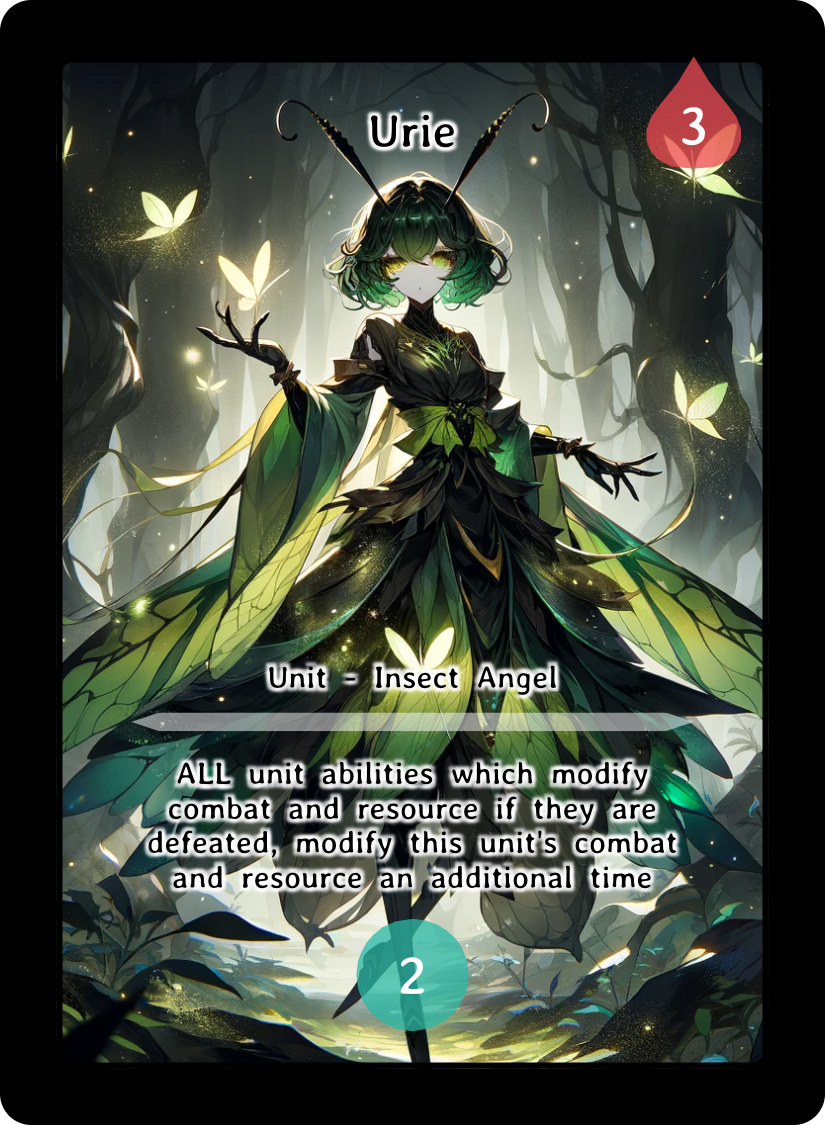 Urie
3
Unit - Insect Angel
ALL unit abilities which modify
combat and resource if they are
defeated, modify this unit's combat
and resource an additional time
2